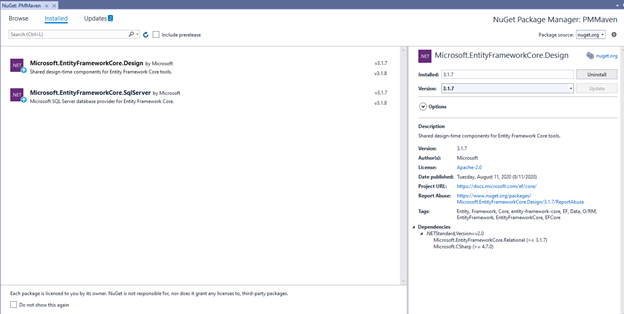 NuGet: PMMaven
Browse Installed Updates 2
NuGet Package Manager: PMMaven
Search (Ctrl+L)
Include prerelease
Package source: nuget.org
.NET
Microsoft.EntityFrameworkCore.Design by Microsoft
v3.1.7
Shared design-time components for Entity Framework Core tools.
v3.1.8
.NET
Microsoft.EntityFrameworkCore.SqlServer by Microsoft
v3.1.7
Microsoft SQL Server database provider for Entity Framework Core.
v3.1.8
Each package is licensed to you by its owner. NuGet is not responsible for, nor does it grant any licenses to, third-party packages.
Do not show this again
.NET
Microsoft.EntityFrameworkCore.Design
nuget.org
Installed: 3.1.7
Uninstall
Version: 3.1.7
Update
Options
Description
Shared design-time components for Entity Framework Core tools.
Version: 3.1.7
Author(s): Microsoft
License: Apache-2.0
Date published: Tuesday, August 11, 2020 (8/11/2020)
Project URL: https://docs.microsoft.com/ef/core/
Report Abuse: https://www.nuget.org/packages/
Microsoft.EntityFrameworkCore.Design/3.1.7/ReportAbuse
Tags: Entity, Framework, Core, entity-framework-core, EF, Data, O/RM,
EntityFramework, EntityFrameworkCore, EFCore
Dependencies
.NETStandard,Version=v2.0
Microsoft.EntityFrameworkCore.Relational (>= 3.1.7)
Microsoft.CSharp (>= 4.7.0)